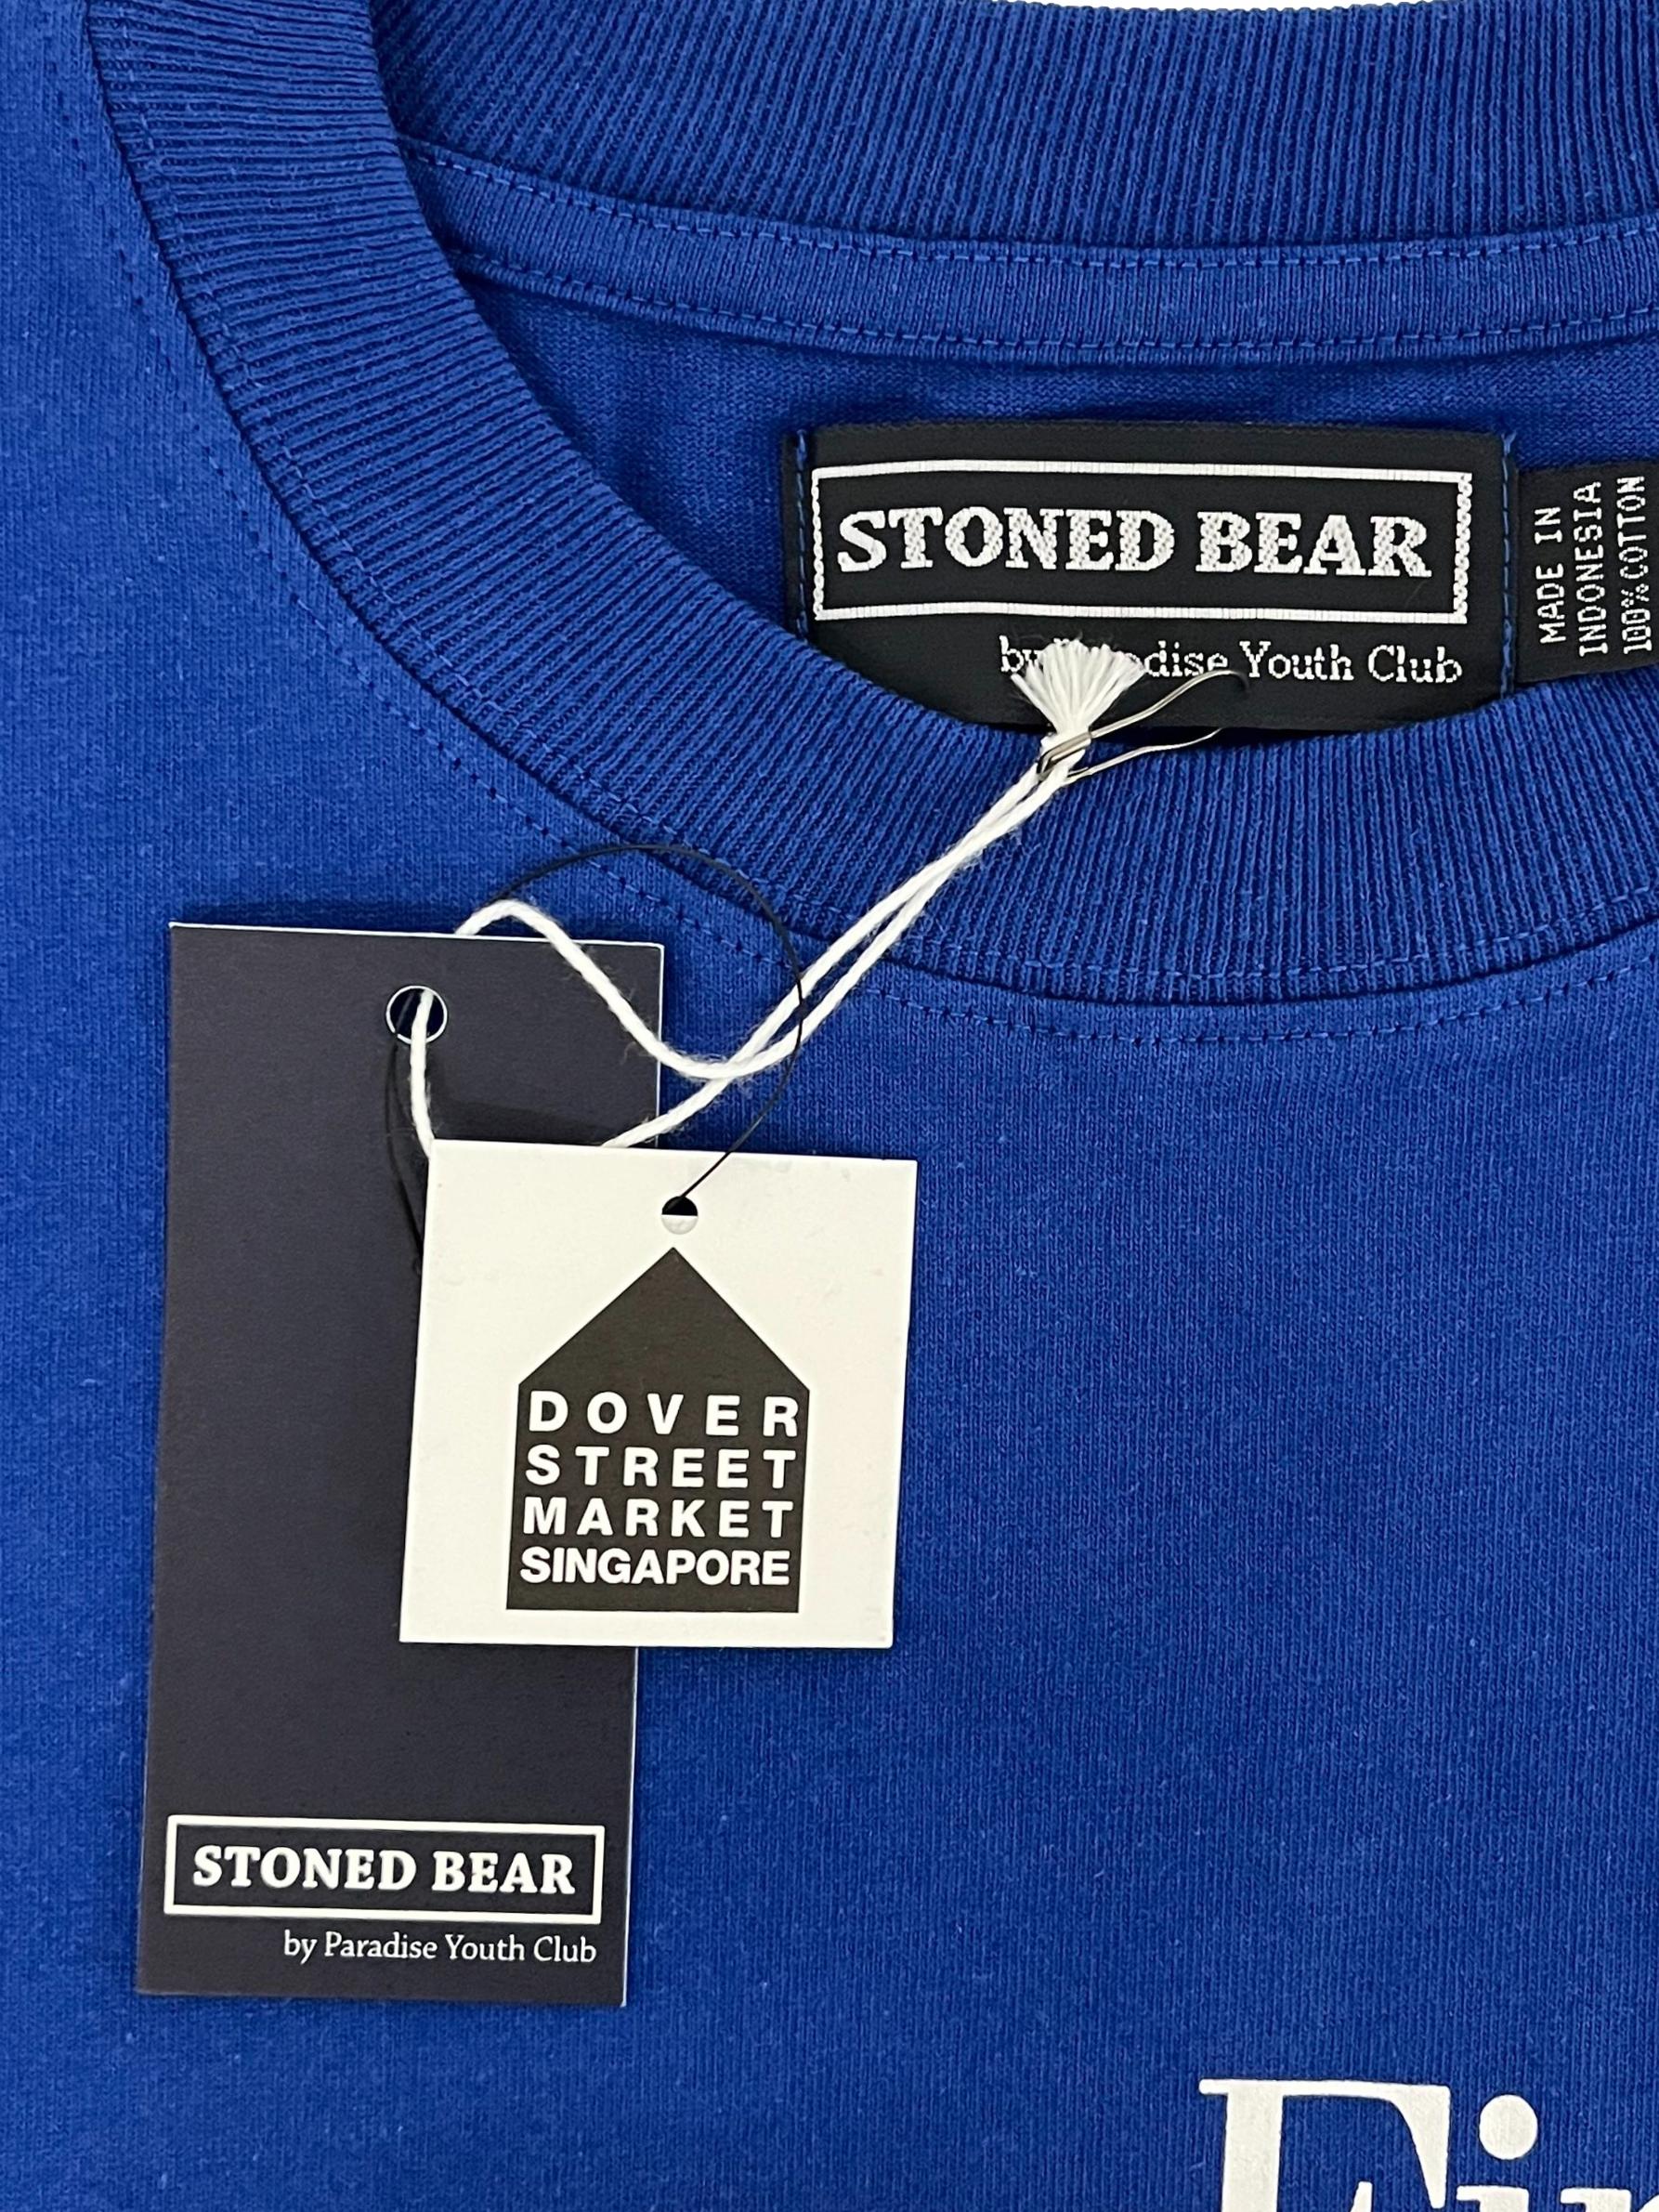 STONED BEAR
by Paradise Youth Club
MADE IN
INDONESIA
100% COTTON
DOVER
STREET
MARKET
SINGAPORE
STONED BEAR
by Paradise Youth Club